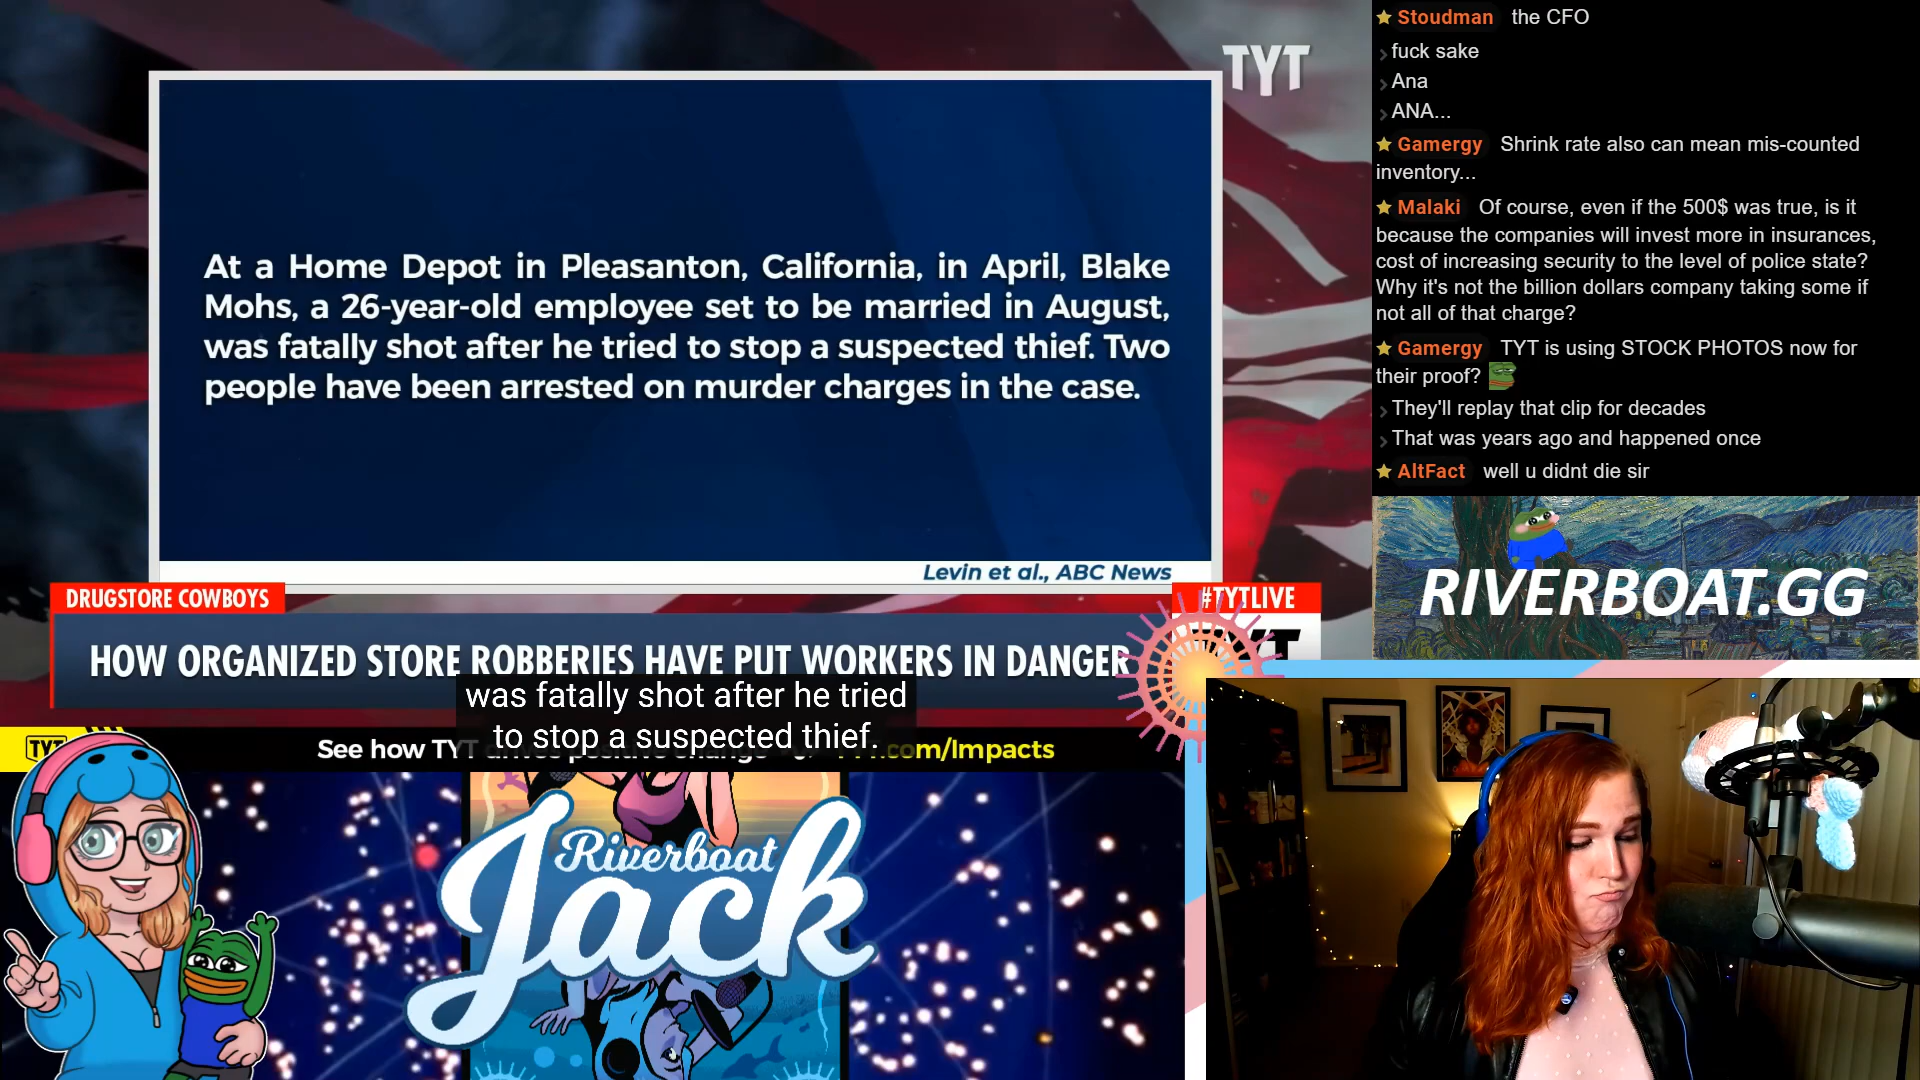 TYT
At a Home Depot in Pleasanton, California, in April, Blake
Mohs, a 26-year-old employee set to be married in August,
was fatally shot after he tried to stop a suspected thief. Two
people have been arrested on murder charges in the case.
Levin et al., ABC News
DRUGSTORE COWBOYS
#TYTLIVE
HOW ORGANIZED STORE ROBBERIES HAVE PUT WORKERS IN DANGER
was fatally shot after he tried
to stop a suspected thief.
TYT
See how TYT drives positive change
.com/Impacts
Riverboat
Jack
Stoudman the CFO
fuck sake
Ana
ANA...
Gamergy Shrink rate also can mean mis-counted
inventory...
Malaki Of course, even if the 500$ was true, is it
because the companies will invest more in insurances,
cost of increasing security to the level of police state?
Why it's not the billion dollars company taking some if
not all of that charge?
Gamergy TYT is using STOCK PHOTOS now for
their proof?
They'll replay that clip for decades
That was years ago and happened once
AltFact well u didnt die sir
RIVERBOAT.GG